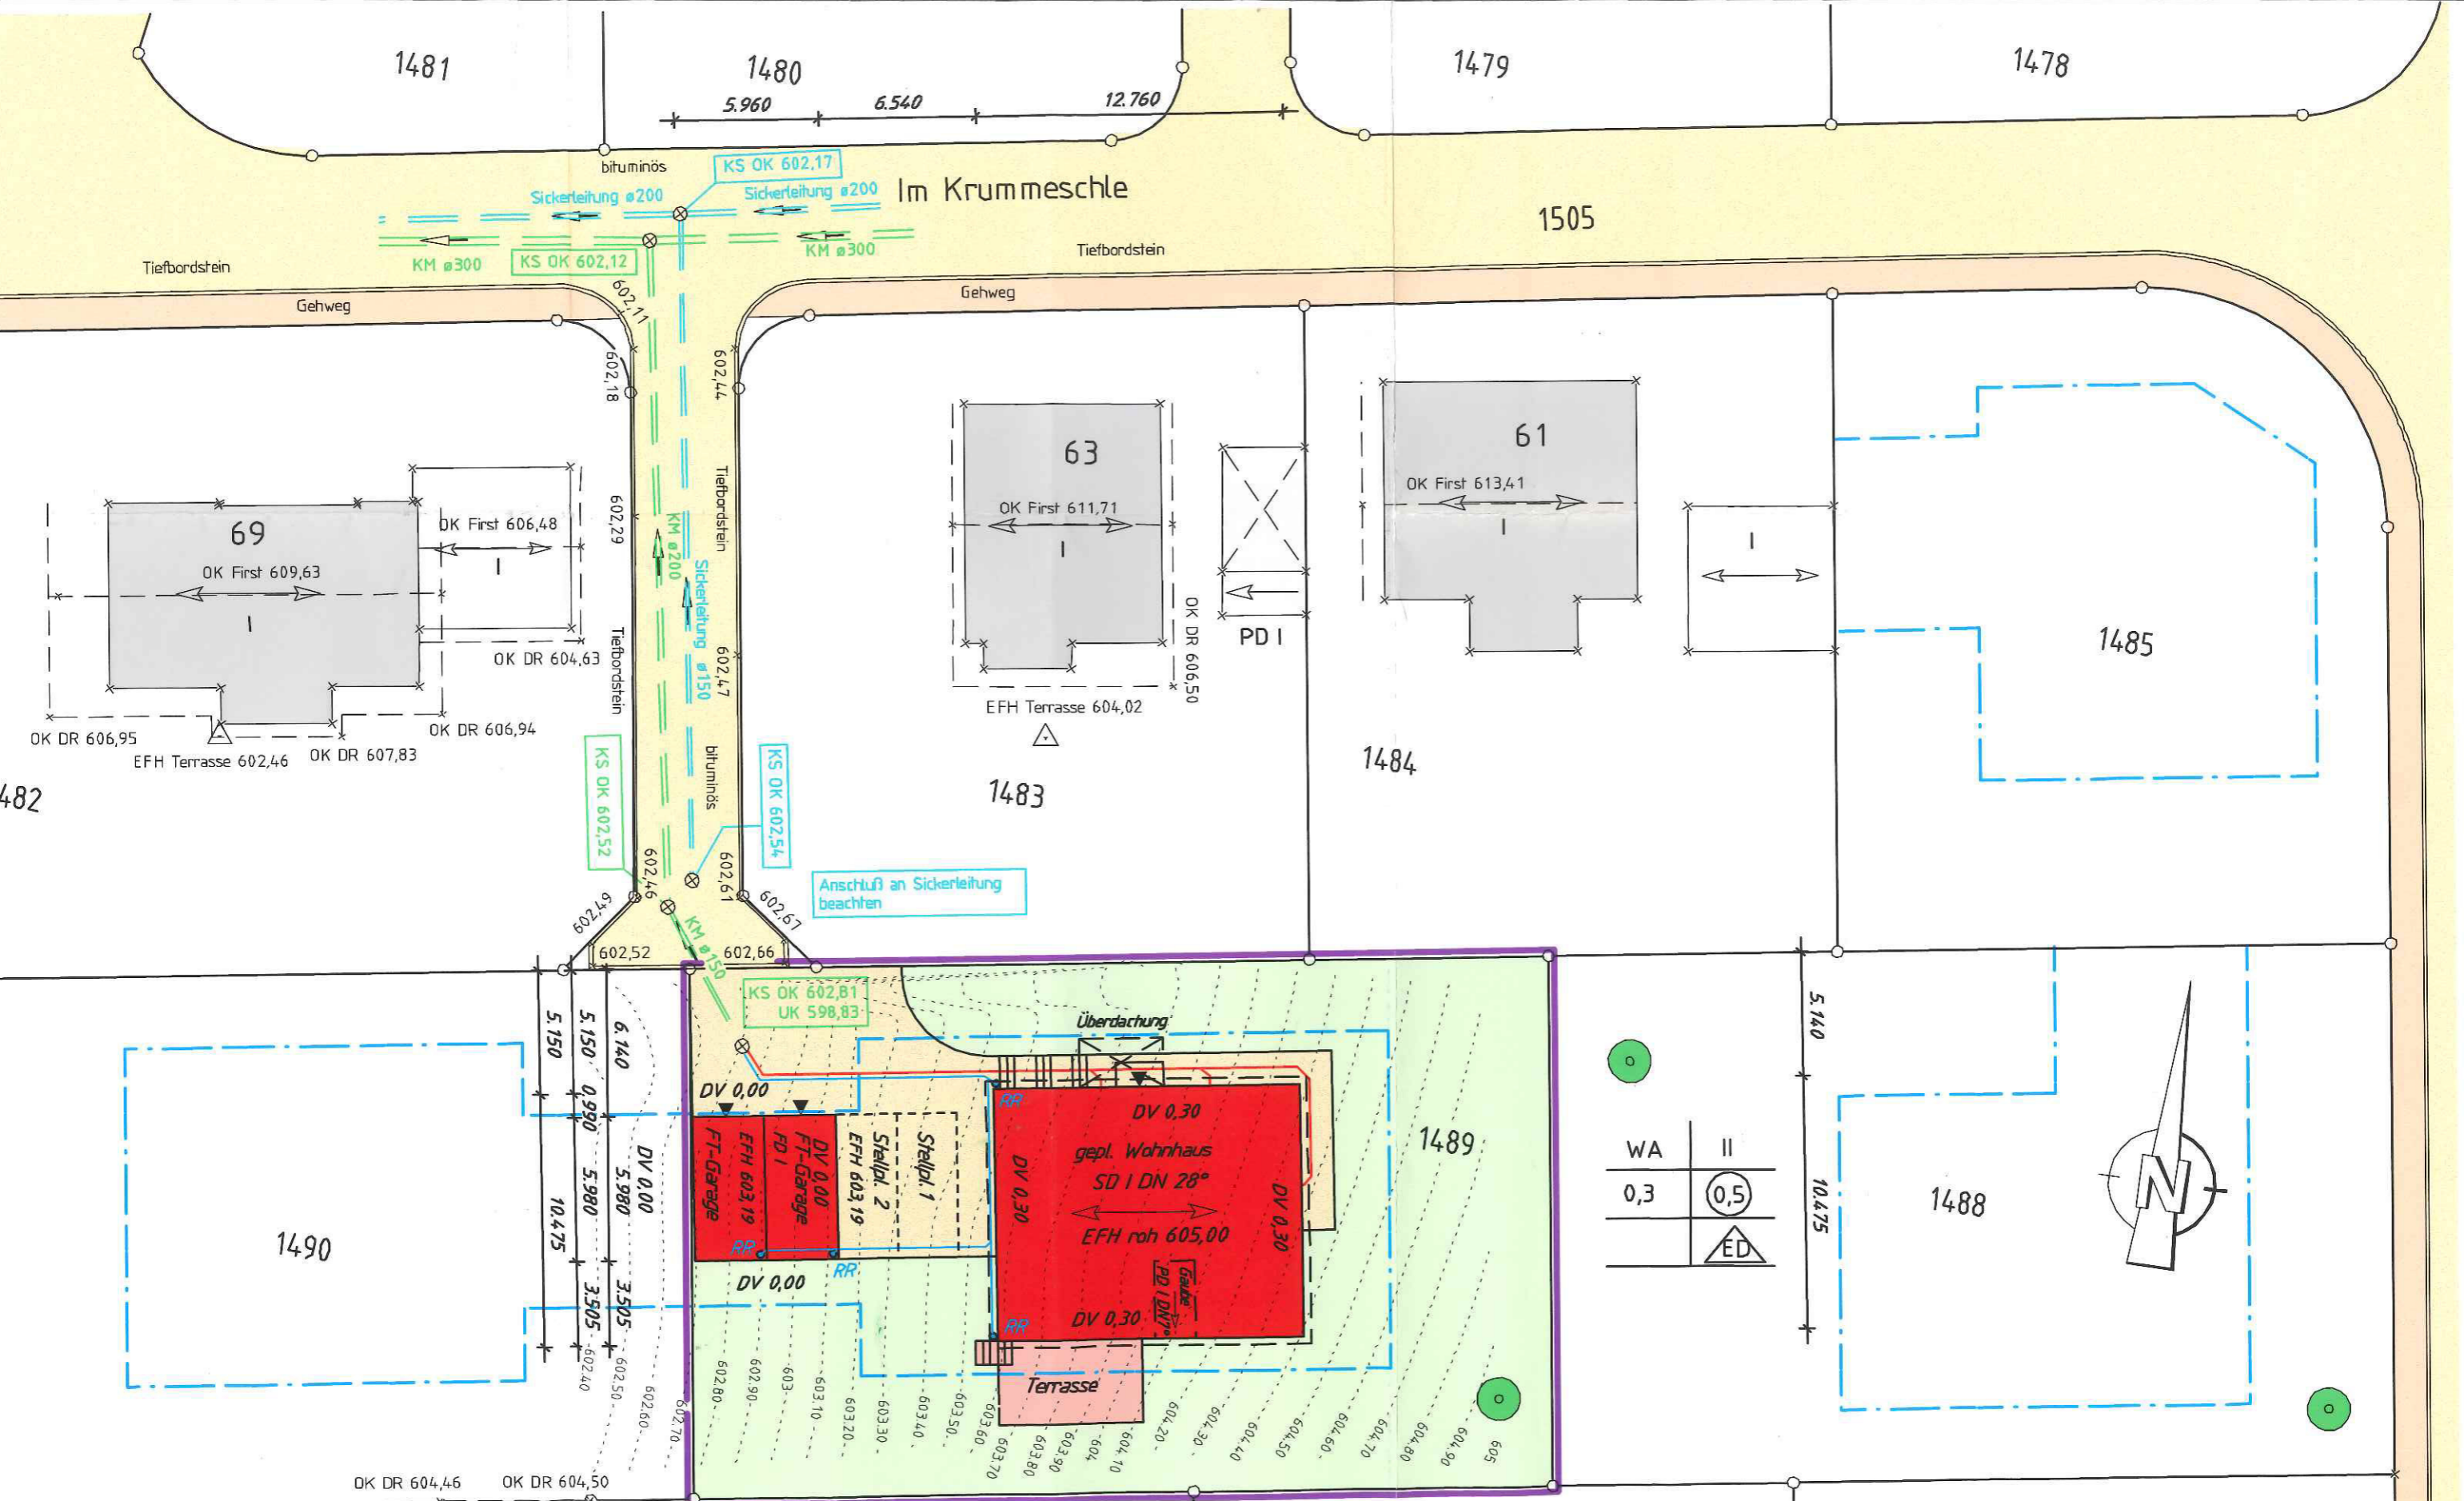 1481
1480
1479
1478
5.960
6.540
12.760
bituminös
KS OK 602,17
Sickerleitung ø200
Sickerleitung ø200
Im Krummeschle
1505
KM ø300
KS OK 602,12
KM ø300
Tiefbordstein
Tiefbordstein
Gehweg
Gehweg
602,11
602,18
602,44
602,29
Tiefbordstein
KM ø200
Tiefbordstein
Sickerleitung ø150
602,47
bituminös
69
OK First 609,63
I
OK First 606,48
I
OK DR 604,63
OK DR 606,95
EFH Terrasse 602,46
OK DR 607,83
OK DR 606,94
482
63
OK First 611,71
I
OK DR 606,50
EFH Terrasse 604,02
PD I
1483
61
OK First 613,41
I
I
1484
1485
KS OK 602,52
KS OK 602,54
602,46
602,61
602,49
602,67
602,52
602,66
KM ø150
Anschluß an Sickerleitung
beachten
KS OK 602,81
UK 598,83
5.150
5.150
6.140
0.990
5.980
5.980
10.475
3.505
3.505
DV 0,00
DV 0,00
FT-Garage
EFH 603,19
PD I
FT-Garage
DV 0,00
EFH 603,19
Stellpl. 2
Stellpl. 1
RR
RR
DV 0,00
Überdachung
RR
DV 0,30
gepl. Wohnhaus
SD I DN 28°
EFH roh 605,00
DV 0,30
DV 0,30
DV 0,30
Gaube
PD I DN7°
RR
Terrasse
1489
1490
1488
5.140
10.475
WA
II
0,3
0,5
ED
N
602.40
602.50
602.60
602.70
602.80
602.90
603
603.10
603.20
603.30
603.40
603.50
603.60
603.70
603.80
603.90
604
604.10
604.20
604.30
604.40
604.50
604.60
604.70
604.80
604.90
605
OK DR 604,46
OK DR 604,50